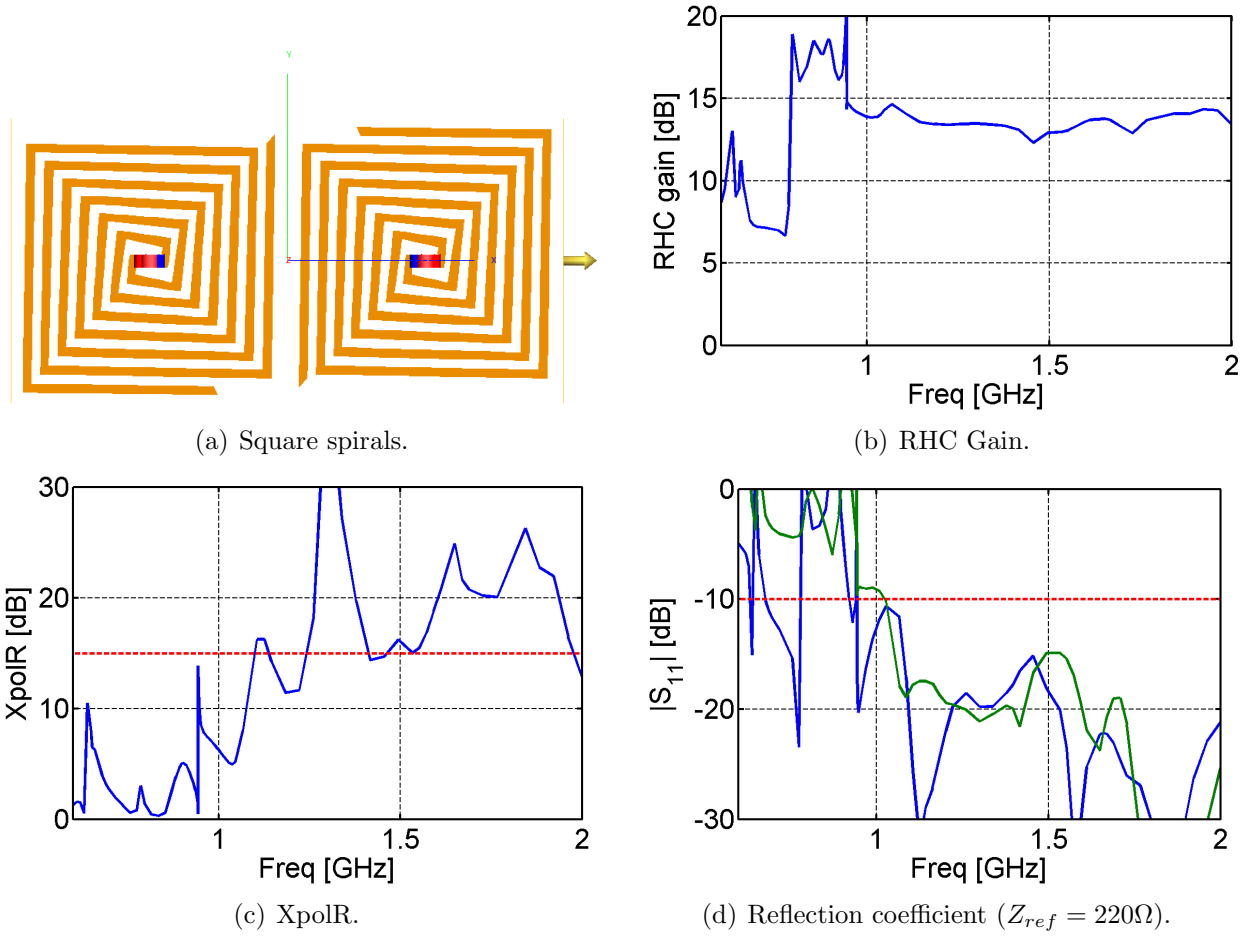 Y
Z
X
(a) Square spirals.
20
15
10
5
0
RHC gain [dB]
1
1.5
2
Freq [GHz]
(b) RHC Gain.
30
20
10
0
XpolR [dB]
1
1.5
2
Freq [GHz]
(c) XpolR.
0
-10
-20
-30
|S₁₁| [dB]
1
1.5
2
Freq [GHz]
(d) Reflection coefficient (Z_{ref} = 220Ω).